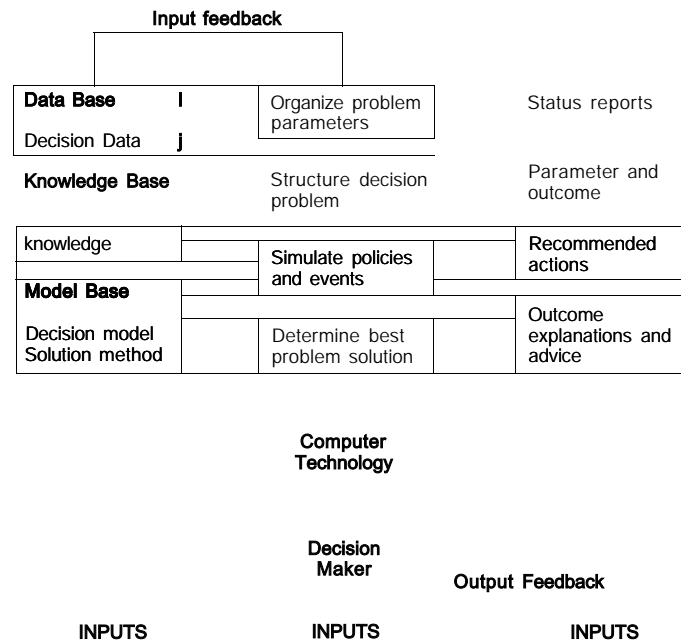 Input feedback
Data Base I
Organize problem
parameters
Status reports
Decision Data j
Knowledge Base
Structure decision
problem
Parameter and
outcome
knowledge
Simulate policies
and events
Recommended
actions
Model Base
Decision model
Solution method
Determine best
problem solution
Outcome
explanations and
advice
Computer
Technology
Decision
Maker
Output Feedback
INPUTS INPUTS INPUTS